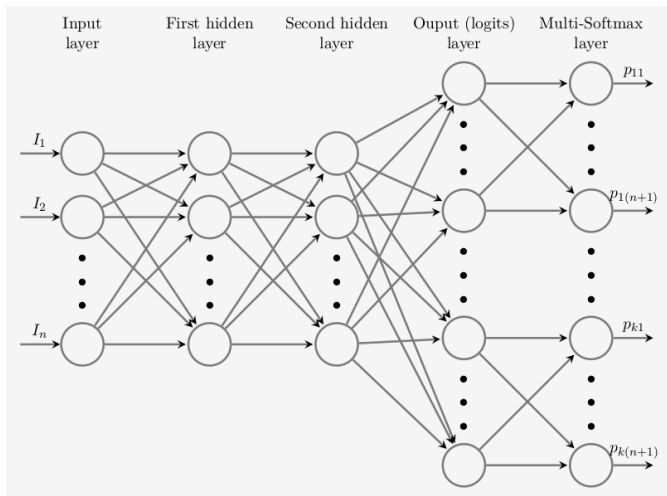 Input First hidden Second hidden Ouput (logits) Multi-Softmax
layer layer layer layer layer
p11
I1
I2
p1(n+1)
In
pk1
pk(n+1)